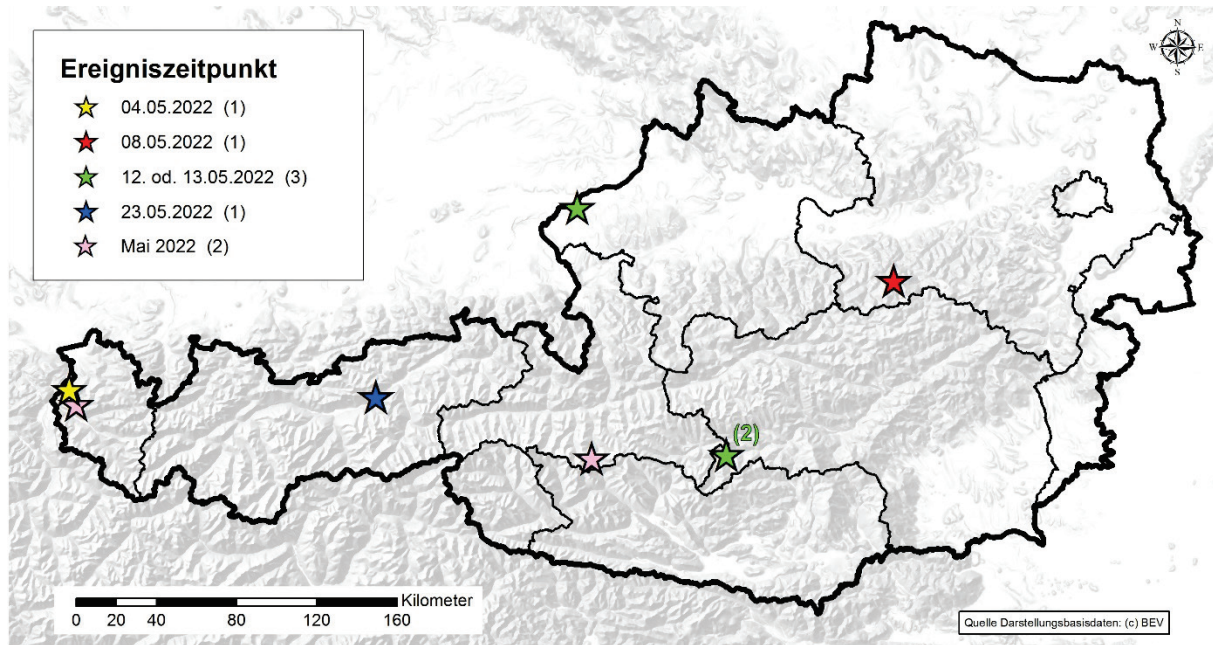 Ereigniszeitpunkt
04.05.2022 (1)
08.05.2022 (1)
12. od. 13.05.2022 (3)
23.05.2022 (1)
Mai 2022 (2)
N
W E
S
(2)
Kilometer
0 20 40 80 120 160
Quelle Darstellungsbasisdaten: (c) BEV